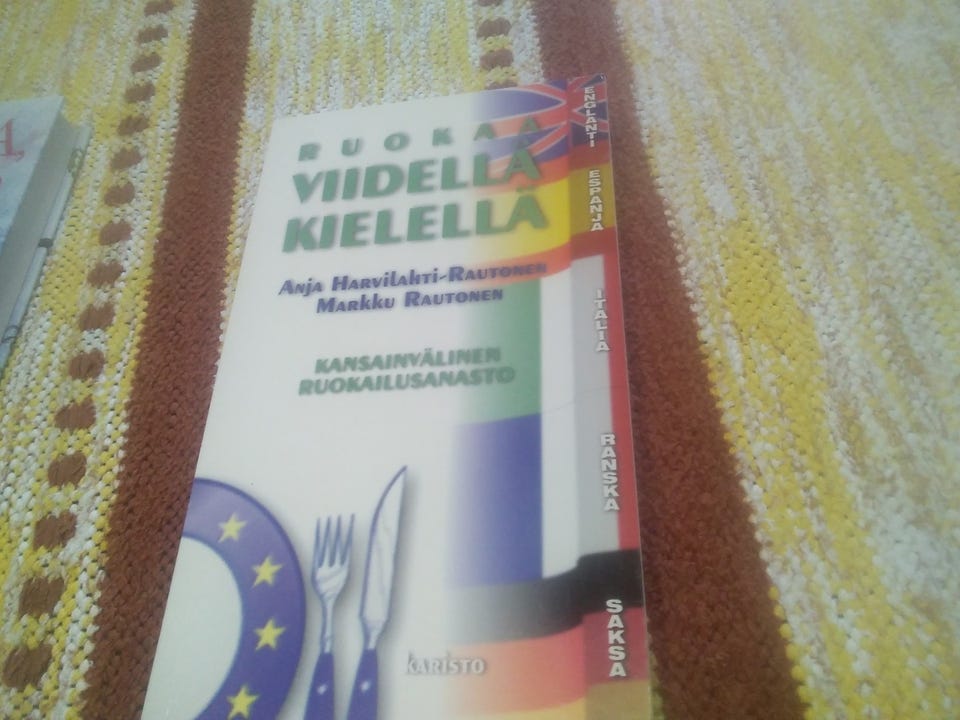 RUOKAA
VIIDELLÄ
KIELELLÄ
Anja Harvilahti-Rautonen
Markku Rautonen
KANSAINVÄLINEN
RUOKAILUSANASTO
KARISTO
ENGLANTI
ESPANJA
ITALIA
RANSKA
SAKSA
A,